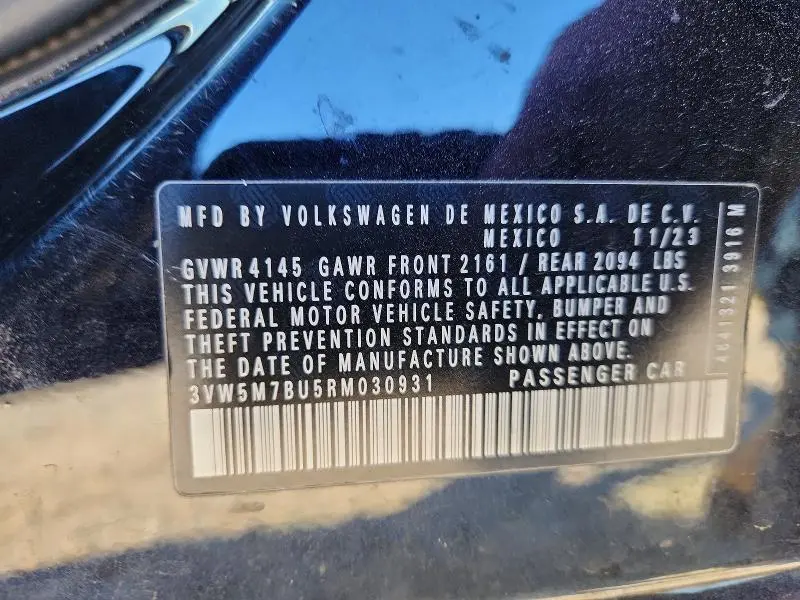 MFD BY VOLKSWAGEN DE MEXICO S.A. DE C.V.
MEXICO 11/23
GVWR 4145 GAWR FRONT 2161 / REAR 2094 LBS
THIS VEHICLE CONFORMS TO ALL APPLICABLE U.S.
FEDERAL MOTOR VEHICLE SAFETY, BUMPER AND
THEFT PREVENTION STANDARDS IN EFFECT ON
THE DATE OF MANUFACTURE SHOWN ABOVE.
3VW5M7BU5RM030931 PASSENGER CAR
4641321 3916 M